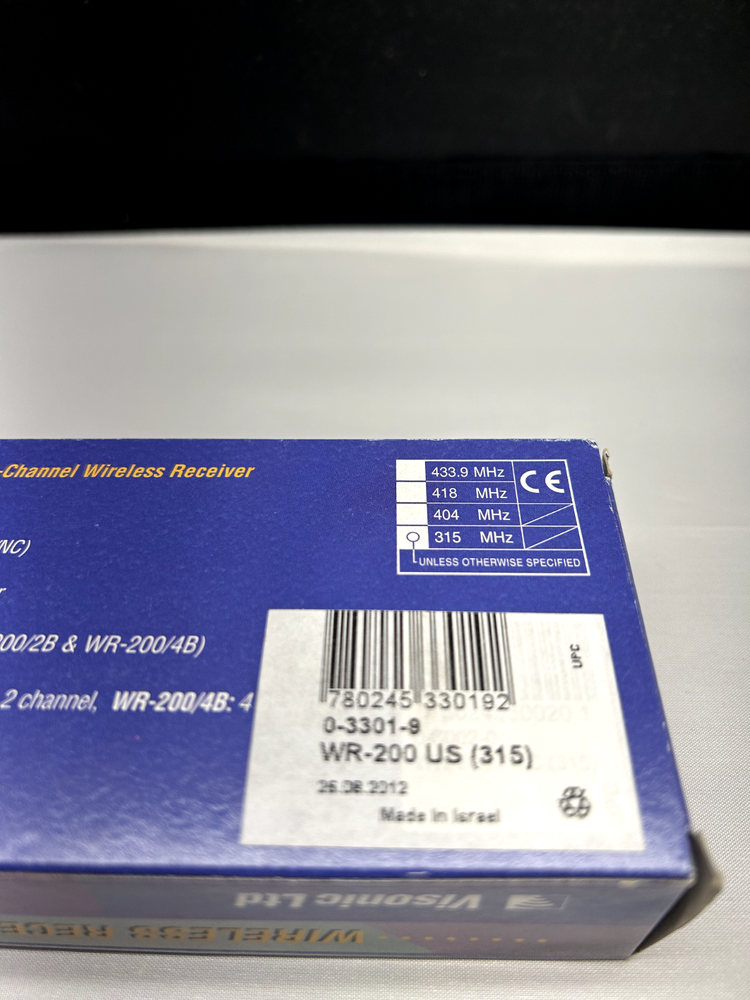 -Channel Wireless Receiver
433.9 MHz
CE
418 MHz
404 MHz
315 MHz
UNLESS OTHERWISE SPECIFIED
NC)
r
00/2B & WR-200/4B)
2 channel, WR-200/4B: 4
UPC
780245 330192
0-3301-9
WR-200 US (315)
26.08.2012
Made in Israel
Visonic Ltd
WIRELESS RECE